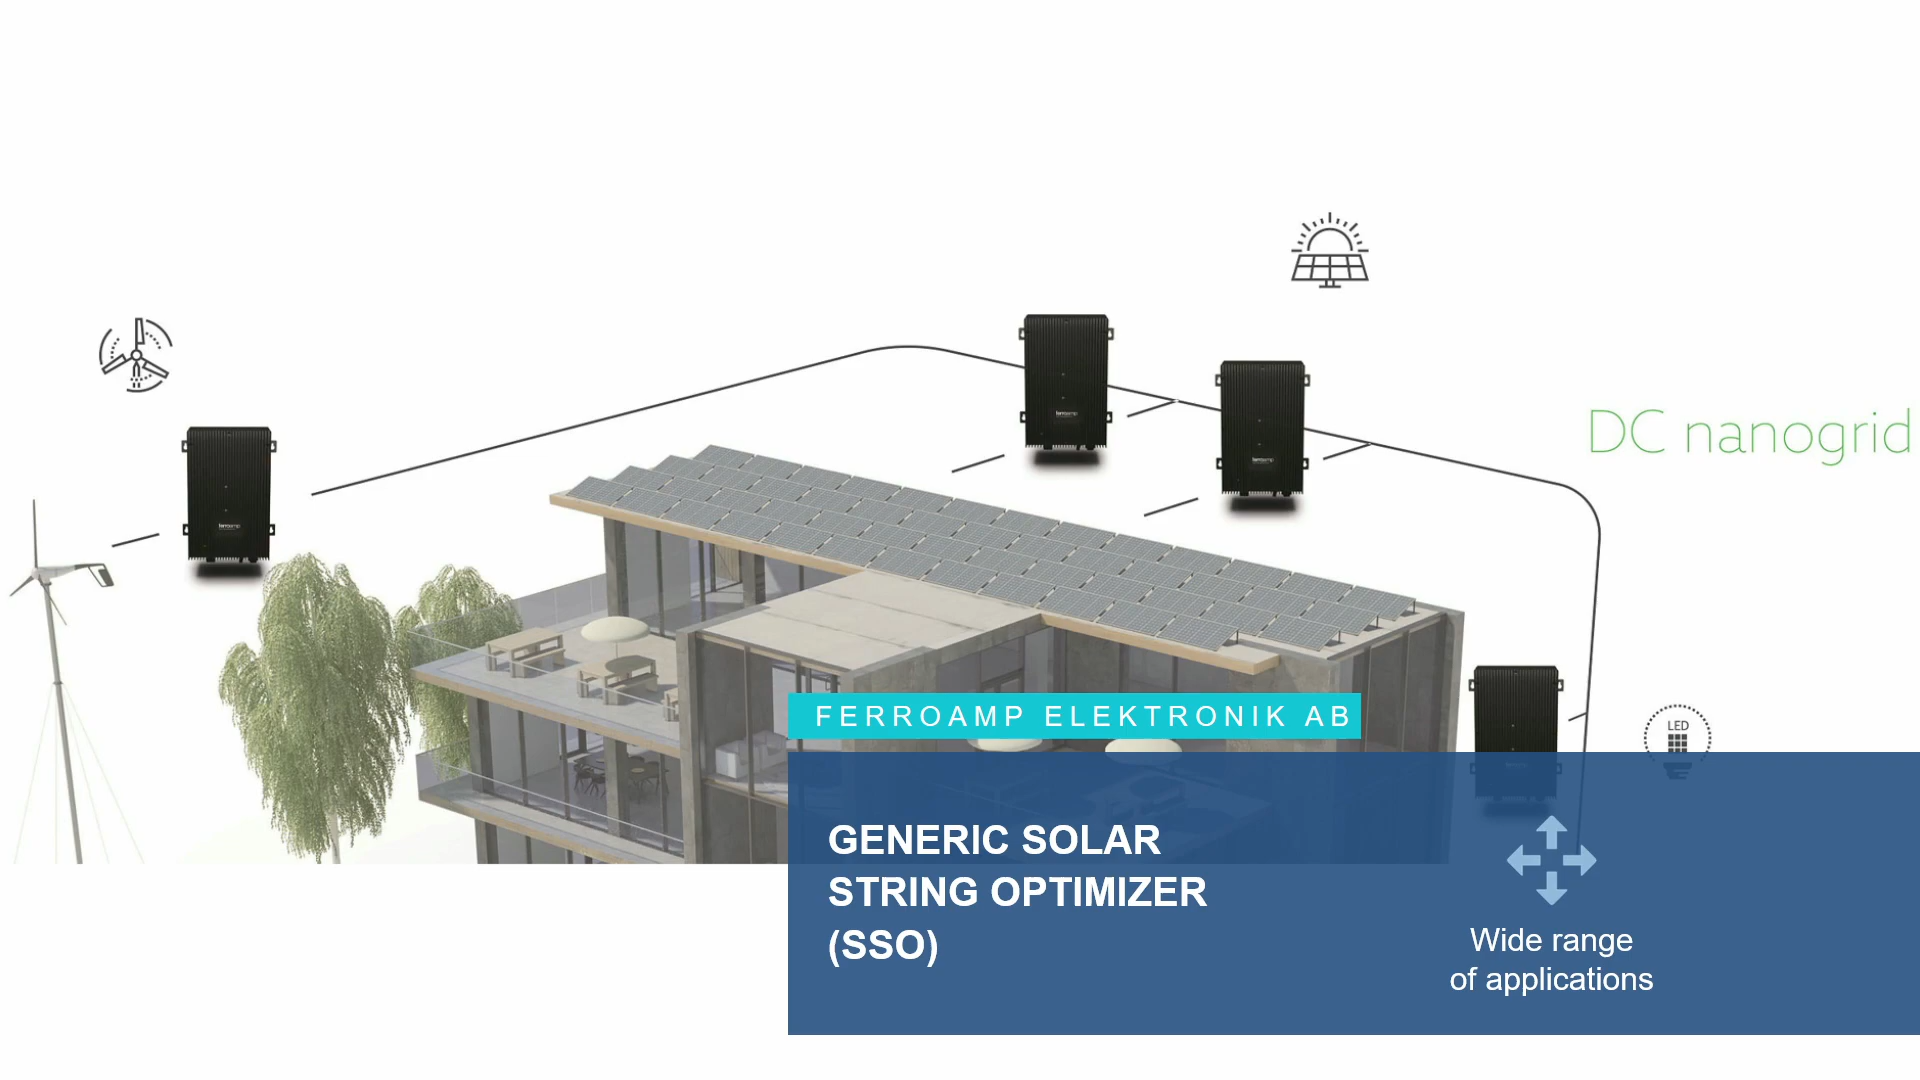 DC nanogrid
LED
FERROAMP ELEKTRONIK AB
GENERIC SOLAR
STRING OPTIMIZER
(SSO)
Wide range
of applications